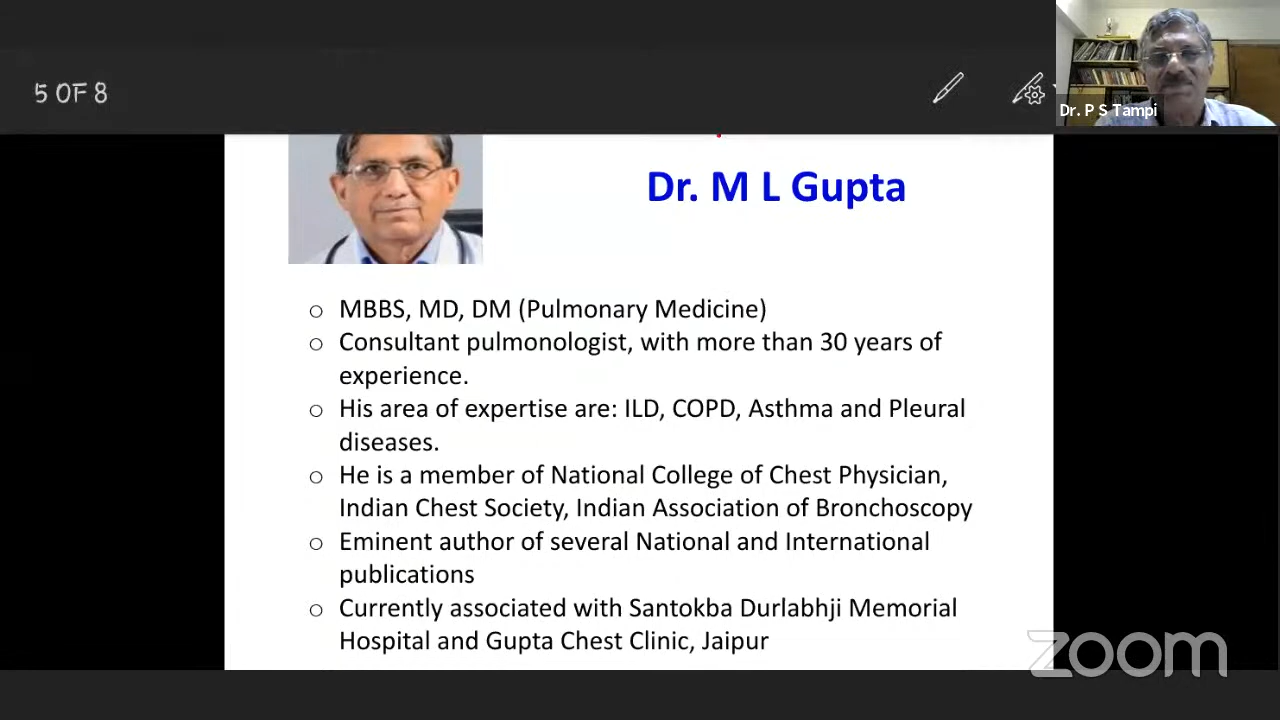 5 OF 8
Dr. P S Tampi
Dr. M L Gupta
o MBBS, MD, DM (Pulmonary Medicine)
o Consultant pulmonologist, with more than 30 years of
experience.
o His area of expertise are: ILD, COPD, Asthma and Pleural
diseases.
o He is a member of National College of Chest Physician,
Indian Chest Society, Indian Association of Bronchoscopy
o Eminent author of several National and International
publications
o Currently associated with Santokba Durlabhji Memorial
Hospital and Gupta Chest Clinic, Jaipur
zoom